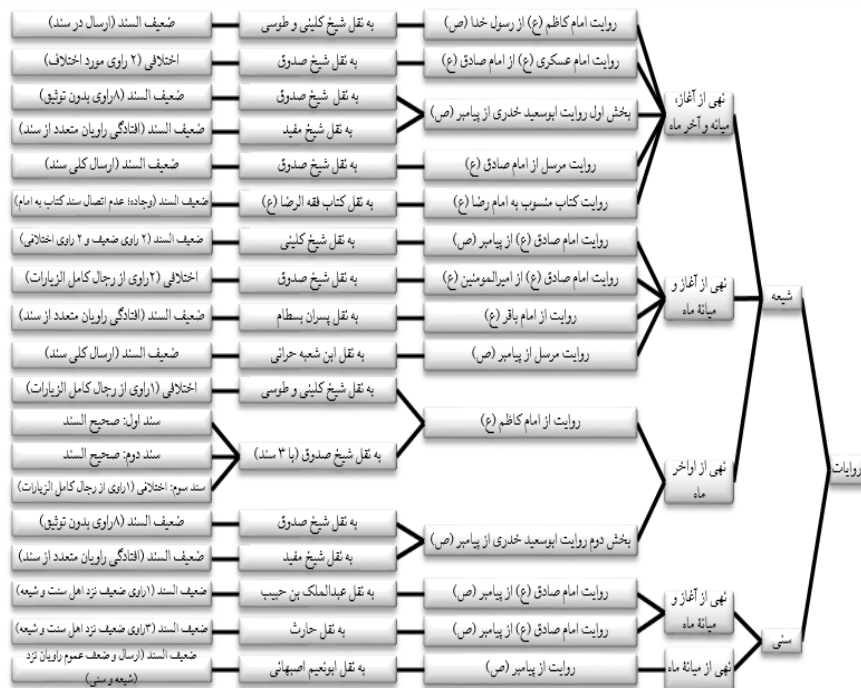 روایات
شیعه
سنی
نهی از آغاز،
میانه و آخر ماه
نهی از آغاز و
میانهٔ ماه
نهی از اواخر
ماه
نهی از آغاز و
میانهٔ ماه
نهی از میانهٔ ماه
روایت امام کاظم (ع) از رسول خدا (ص)
به نقل شیخ کلینی و طوسی
ضعیف السند (ارسال در سند)
روایت امام عسکری (ع) از امام صادق (ع)
به نقل شیخ صدوق
اختلافی (۲ راوی مورد اختلاف)
بخش اول روایت ابوسعید خدری از پیامبر (ص)
به نقل شیخ صدوق
ضعیف السند (۸راوی بدون توثیق)
به نقل شیخ مفید
ضعیف السند (افتادگی راویان متعدد از سند)
روایت مرسل از امام صادق (ع)
به نقل شیخ صدوق
ضعیف السند (ارسال کلی سند)
روایت کتاب منسوب به امام رضا (ع)
به نقل کتاب فقه الرضا (ع)
ضعیف السند (وجاده؛ عدم اتصال سند کتاب به امام)
روایت امام صادق (ع) از پیامبر (ص)
به نقل شیخ کلینی
ضعیف السند (۲ راوی ضعیف و ۲ راوی اختلافی)
روایت امام صادق (ع) از امیرالمومنین (ع)
به نقل شیخ صدوق
اختلافی (۲راوی از رجال کامل الزیارات)
روایت از امام باقر (ع)
به نقل پسران بسطام
ضعیف السند (افتادگی راویان متعدد از سند)
روایت مرسل از پیامبر (ص)
به نقل ابن شعبه حرانی
ضعیف السند (ارسال کلی سند)
روایت از امام کاظم (ع)
به نقل شیخ کلینی و طوسی
اختلافی (۱راوی از رجال کامل الزیارات)
به نقل شیخ صدوق (با ۳ سند)
سند اول: صحیح السند
سند دوم: صحیح السند
سند سوم: اختلافی (۱راوی از رجال کامل الزیارات)
بخش دوم روایت ابوسعید خدری از پیامبر (ص)
به نقل شیخ صدوق
ضعیف السند (۸راوی بدون توثیق)
به نقل شیخ مفید
ضعیف السند (افتادگی راویان متعدد از سند)
روایت امام صادق (ع) از پیامبر (ص)
به نقل عبدالملک بن حبیب
ضعیف السند (۱راوی ضعیف نزد اهل سنت و شیعه)
روایت امام صادق (ع) از پیامبر (ص)
به نقل حارث
ضعیف السند (۳راوی ضعیف نزد اهل سنت و شیعه)
روایت از پیامبر (ص)
به نقل ابونعیم اصبهانی
ضعیف السند (ارسال و ضعف عموم راویان نزد
شیعه و سنی)